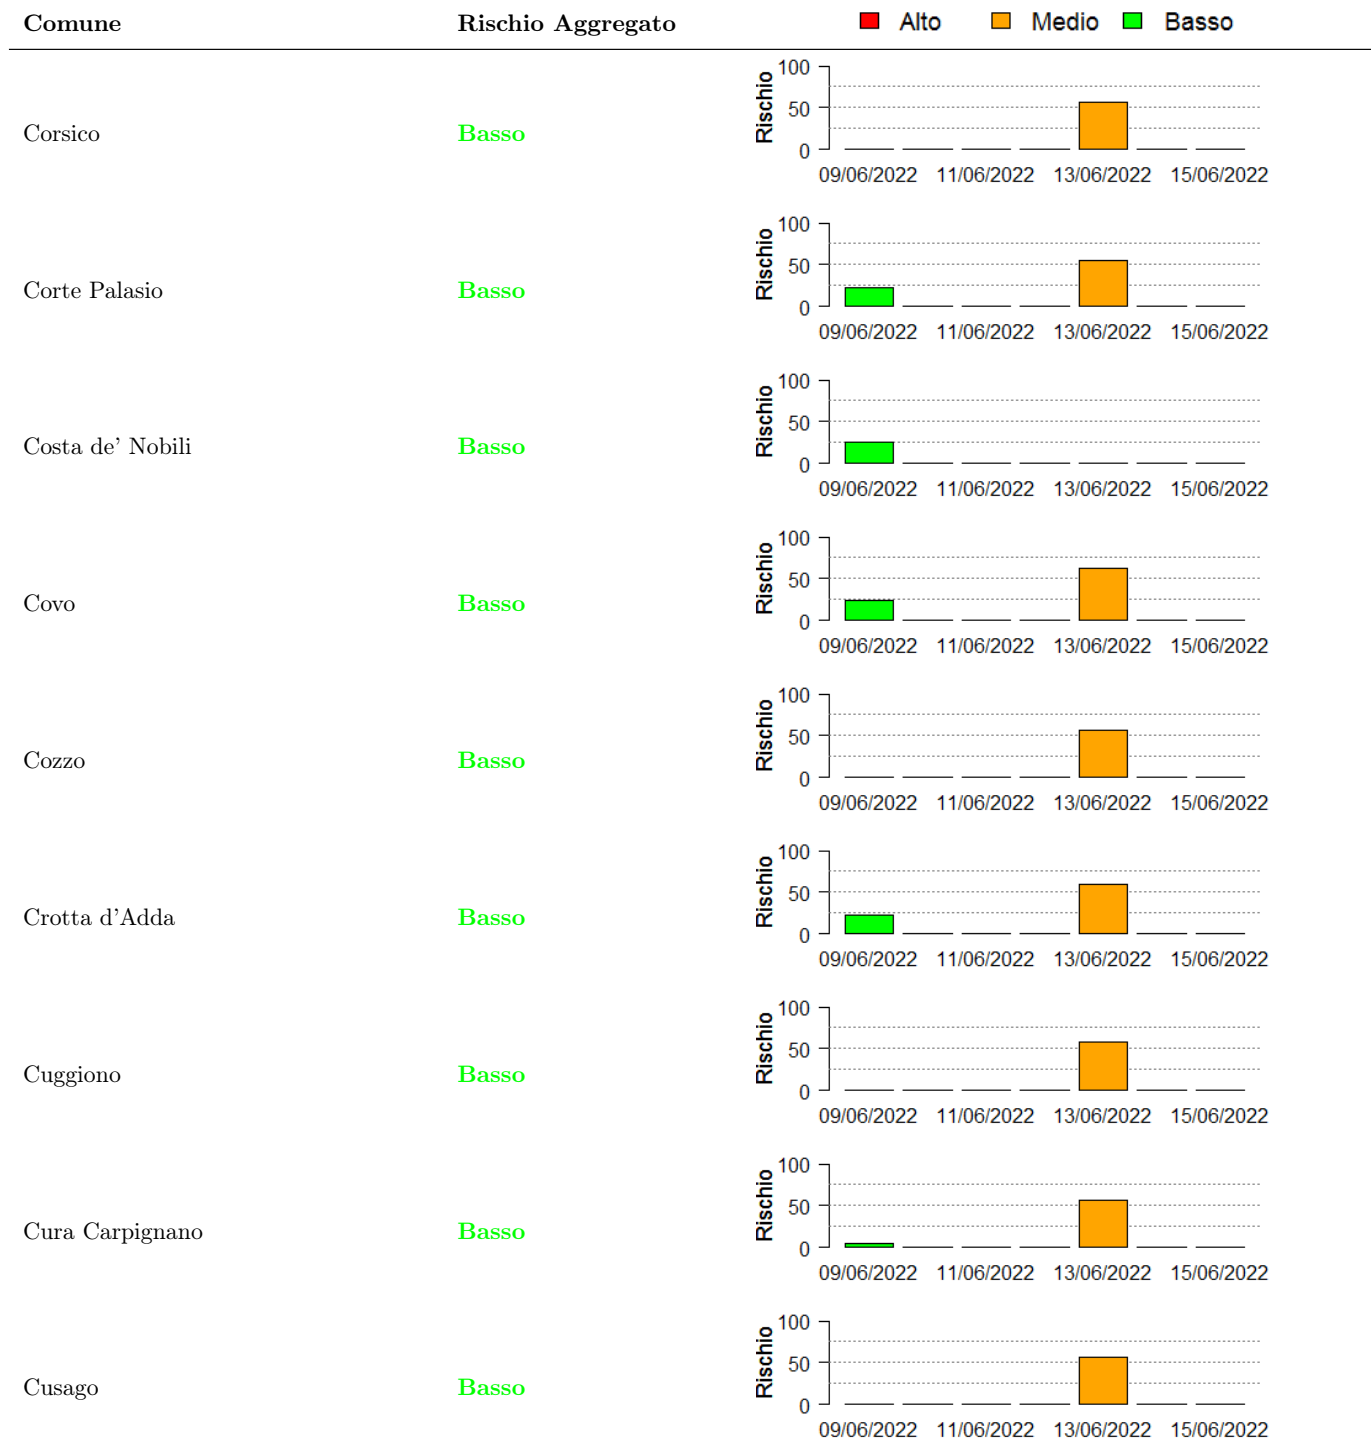 Comune Rischio Aggregato Alto Medio Basso
100
50
0
Rischio
Corsico Basso
09/06/2022 11/06/2022 13/06/2022 15/06/2022
100
50
0
Rischio
Corte Palasio Basso
09/06/2022 11/06/2022 13/06/2022 15/06/2022
100
50
0
Rischio
Costa de' Nobili Basso
09/06/2022 11/06/2022 13/06/2022 15/06/2022
100
50
0
Rischio
Covo Basso
09/06/2022 11/06/2022 13/06/2022 15/06/2022
100
50
0
Rischio
Cozzo Basso
09/06/2022 11/06/2022 13/06/2022 15/06/2022
100
50
0
Rischio
Crotta d'Adda Basso
09/06/2022 11/06/2022 13/06/2022 15/06/2022
100
50
0
Rischio
Cuggiono Basso
09/06/2022 11/06/2022 13/06/2022 15/06/2022
100
50
0
Rischio
Cura Carpignano Basso
09/06/2022 11/06/2022 13/06/2022 15/06/2022
100
50
0
Rischio
Cusago Basso
09/06/2022 11/06/2022 13/06/2022 15/06/2022